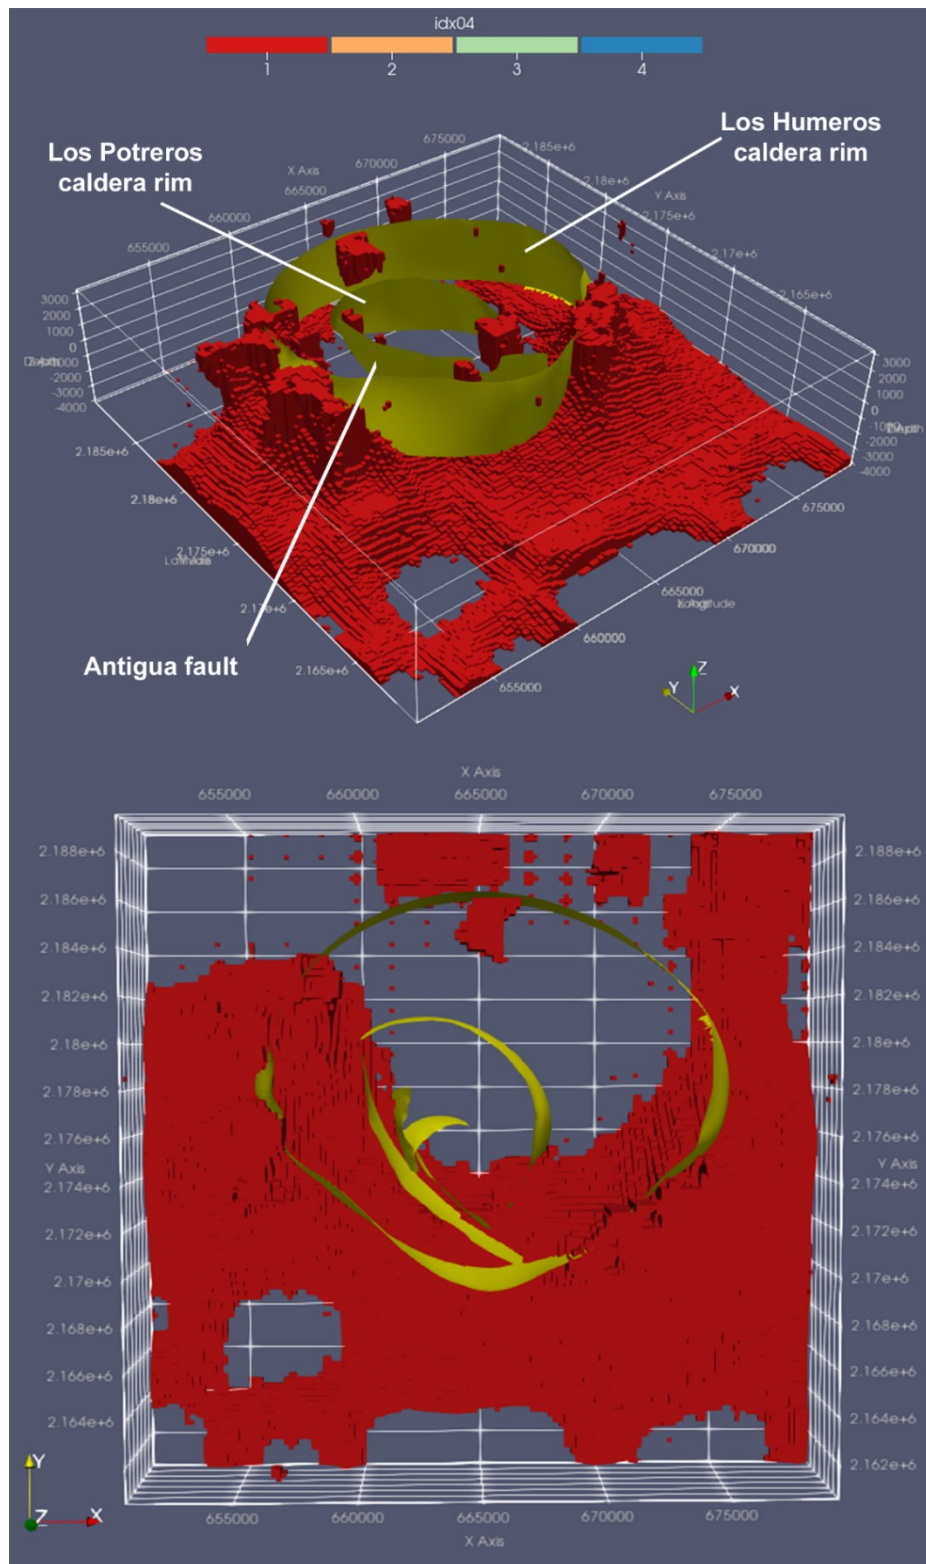 idx04
1 2 3 4
Los Humeros
caldera rim
Los Potreros
caldera rim
X Axis
675000
670000
665000
660000
655000
2.185e+6
2.18e+6
Y Axis
2.175e+6
2.17e+6
2.165e+6
3000
2000
1000
0
-2000
-3000
-4000
3000
2000
1000
0
-2000
-3000
-4000
2.185e+6
2.18e+6
2.175e+6
2.17e+6
2.165e+6
675000
670000
665000
660000
655000
Antigua fault
Z
Y
X
X Axis
655000 660000 665000 670000 675000
2.188e+6 2.188e+6
2.186e+6 2.186e+6
2.184e+6 2.184e+6
2.182e+6 2.182e+6
2.18e+6 2.18e+6
2.178e+6 2.178e+6
2.176e+6 2.176e+6
Y Axis Y Axis
2.174e+6 2.174e+6
2.172e+6 2.172e+6
2.17e+6 2.17e+6
2.168e+6 2.168e+6
2.166e+6 2.166e+6
2.164e+6 2.164e+6
2.162e+6
Y
Z X
655000 660000 665000 670000 675000
X Axis